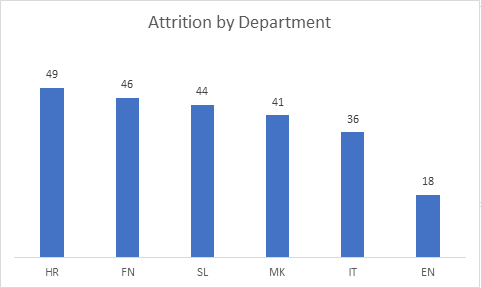 Attrition by Department
49
46
44
41
36
18
HR
FN
SL
MK
IT
EN